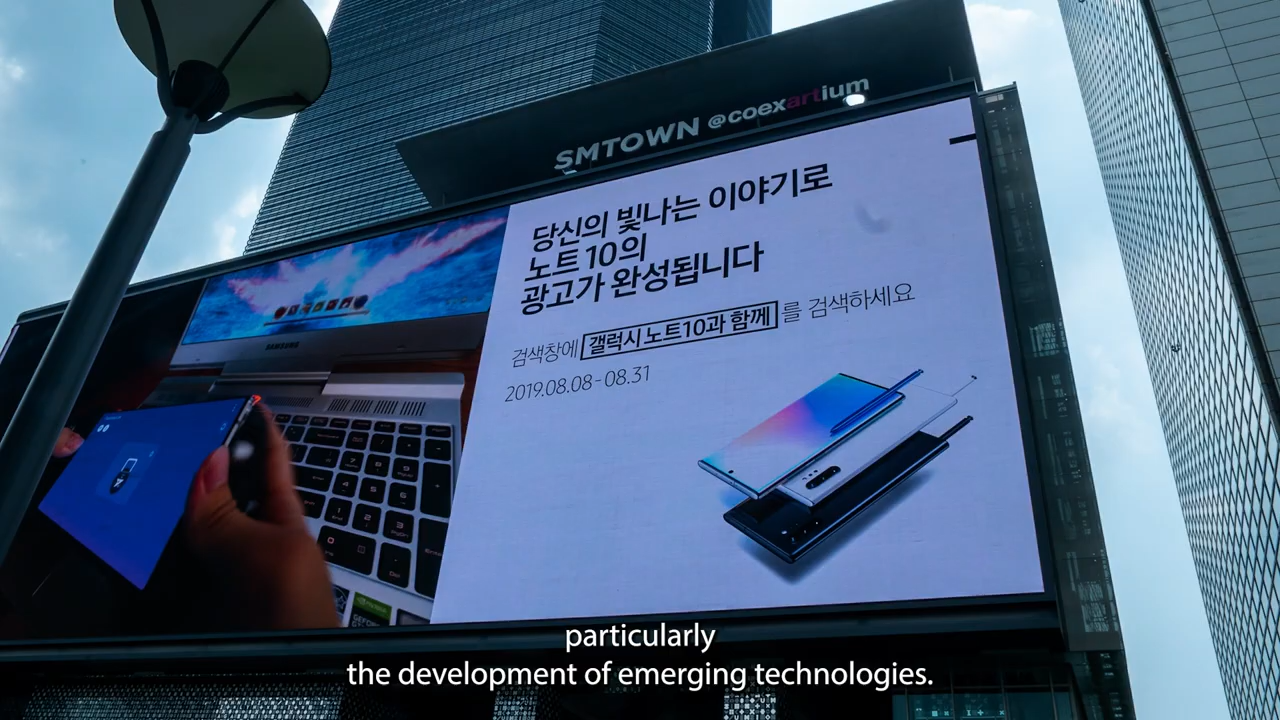 SMTOWN @coexartium
당신의 빛나는 이야기로
노트 10의
광고가 완성됩니다
검색창에 갤럭시 노트10과 함께 를 검색하세요
2019.08.08 - 08.31
SAMSUNG
particularly
the development of emerging technologies.